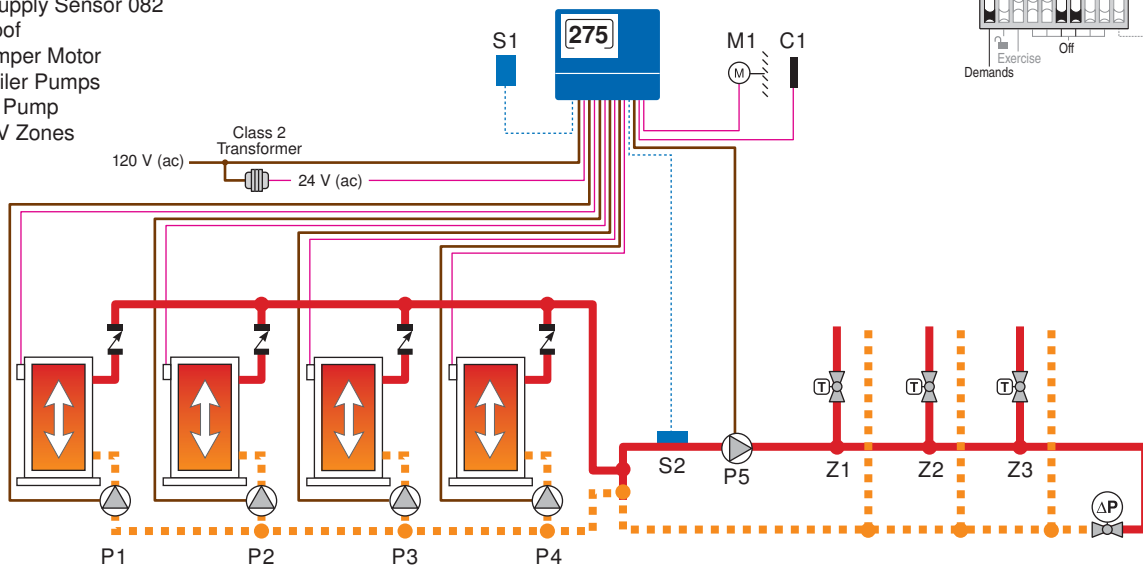 upply Sensor 082
oof
mper Motor
iler Pumps
Pump
V Zones
S1
275
M1
C1
M
Exercise
Off
Demands
Class 2
Transformer
120 V (ac)
24 V (ac)
T
T
T
S2
P5
Z1
Z2
Z3
ΔP
P1
P2
P3
P4